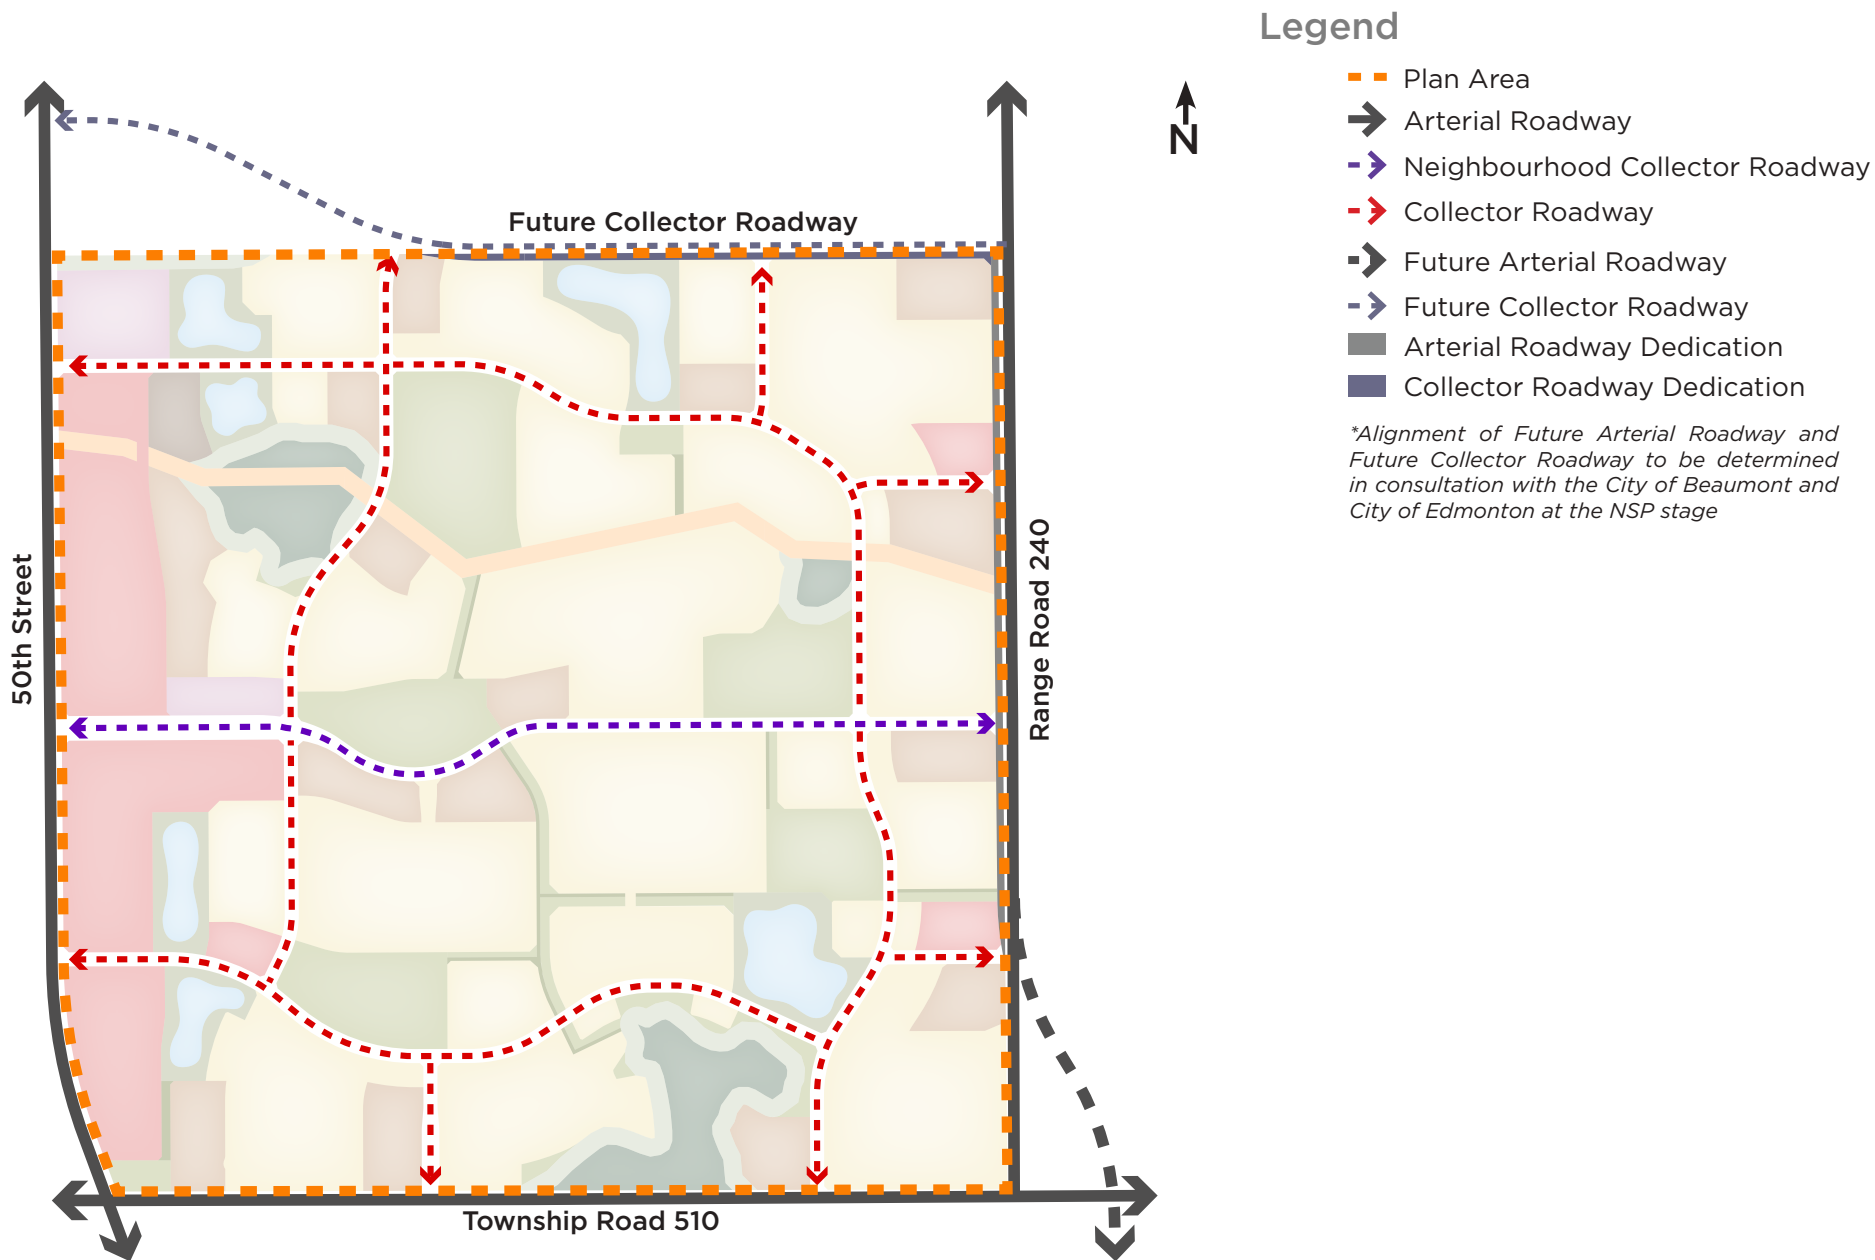 Legend
Plan Area
Arterial Roadway
Neighbourhood Collector Roadway
Collector Roadway
Future Arterial Roadway
Future Collector Roadway
Arterial Roadway Dedication
Collector Roadway Dedication
*Alignment of Future Arterial Roadway and
Future Collector Roadway to be determined
in consultation with the City of Beaumont and
City of Edmonton at the NSP stage
N
Future Collector Roadway
50th Street
Range Road 240
Township Road 510